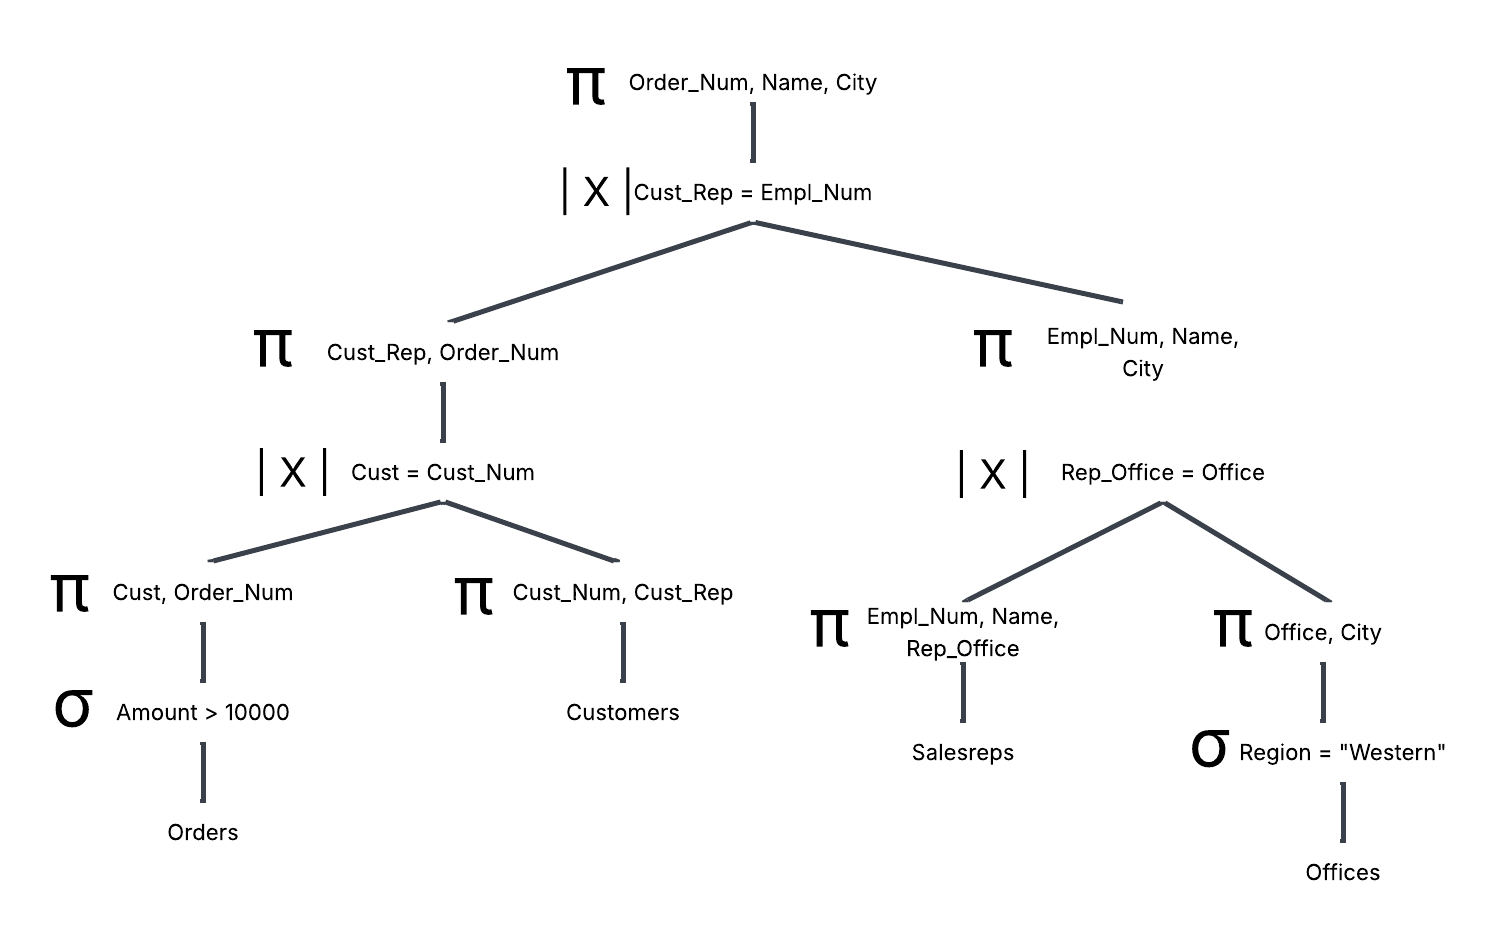 π Order_Num, Name, City
| X | Cust_Rep = Empl_Num
π Cust_Rep, Order_Num
π Empl_Num, Name,
City
| X | Cust = Cust_Num
| X | Rep_Office = Office
π Cust, Order_Num
π Cust_Num, Cust_Rep
π Empl_Num, Name,
Rep_Office
π Office, City
σ Amount > 10000
Customers
Salesreps
σ Region = "Western"
Orders
Offices